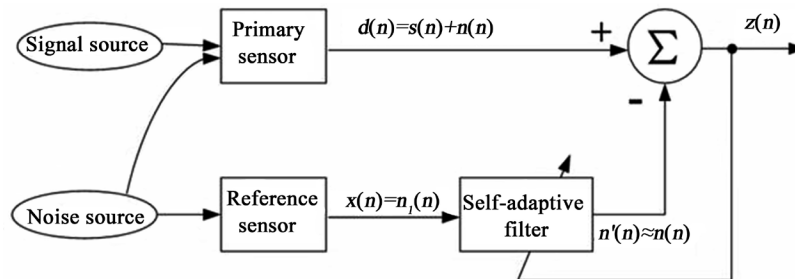 Signal source
Primary
sensor
d(n)=s(n)+n(n)
+
Σ
z(n)
-
Noise source
Reference
sensor
x(n)=n₁(n)
Self-adaptive
filter
n'(n)≈n(n)